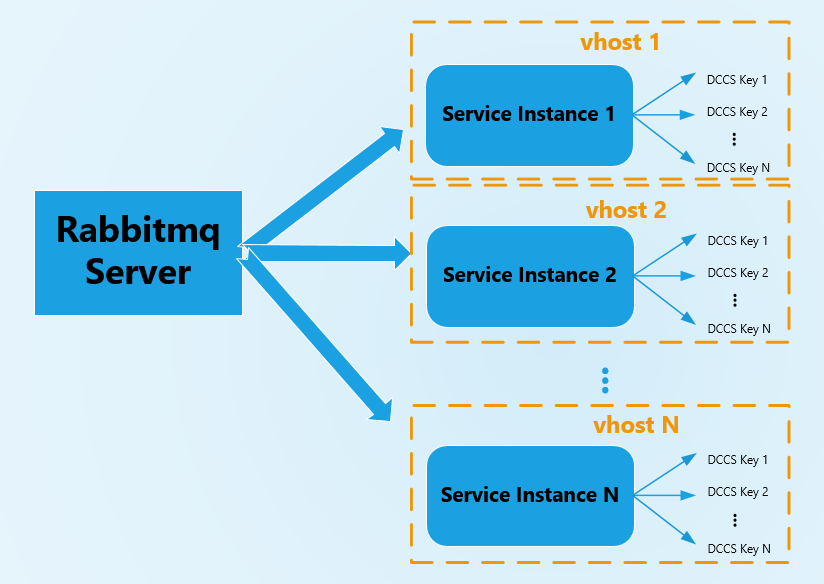 Rabbitmq
Server
vhost 1
Service Instance 1
DCCS Key 1
DCCS Key 2
DCCS Key N
vhost 2
Service Instance 2
DCCS Key 1
DCCS Key 2
DCCS Key N
vhost N
Service Instance N
DCCS Key 1
DCCS Key 2
DCCS Key N